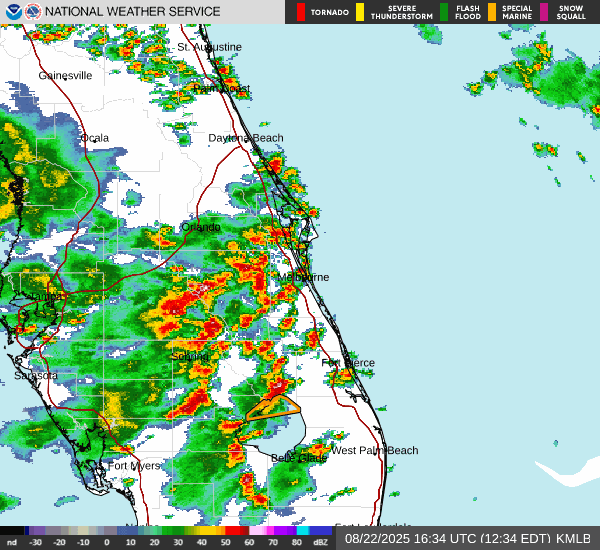 NATIONAL WEATHER SERVICE
TORNADO
SEVERE
THUNDERSTORM
FLASH
FLOOD
SPECIAL
MARINE
SNOW
SQUALL
St. Augustine
Gainesville
Palm Coast
Ocala
Daytona Beach
Orlando
Melbourne
Tampa
Sebring
Fort Pierce
Sarasota
West Palm Beach
Belle Glade
Fort Myers
Fort Lauderdale
nd -30 -20 -10 0 10 20 30 40 50 60 70 80 dBZ
08/22/2025 16:34 UTC (12:34 EDT) KMLB